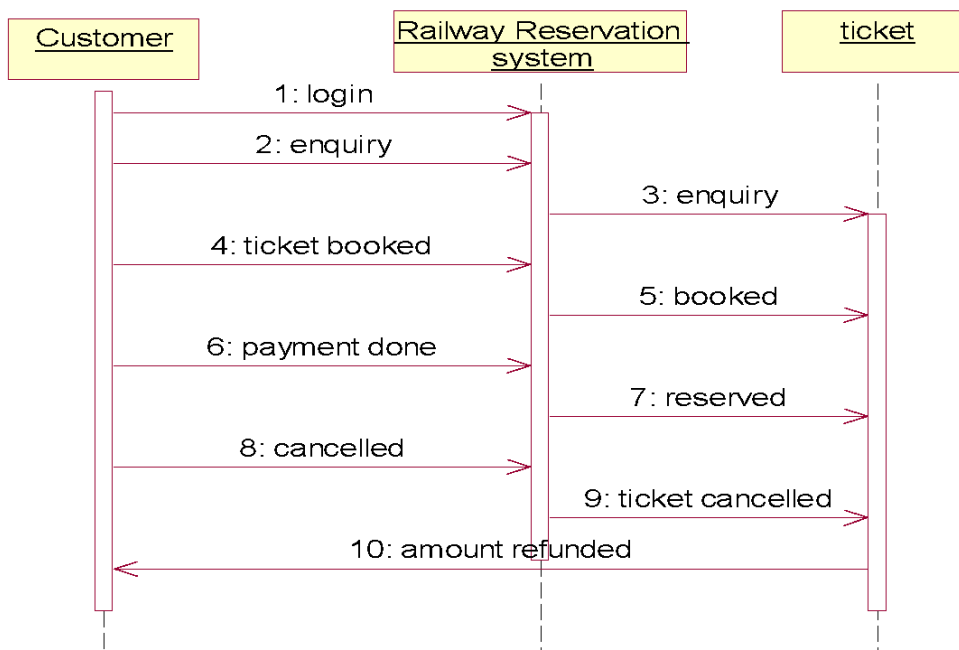 Customer
Railway Reservation
system
ticket
1: login
2: enquiry
3: enquiry
4: ticket booked
5: booked
6: payment done
7: reserved
8: cancelled
9: ticket cancelled
10: amount refunded